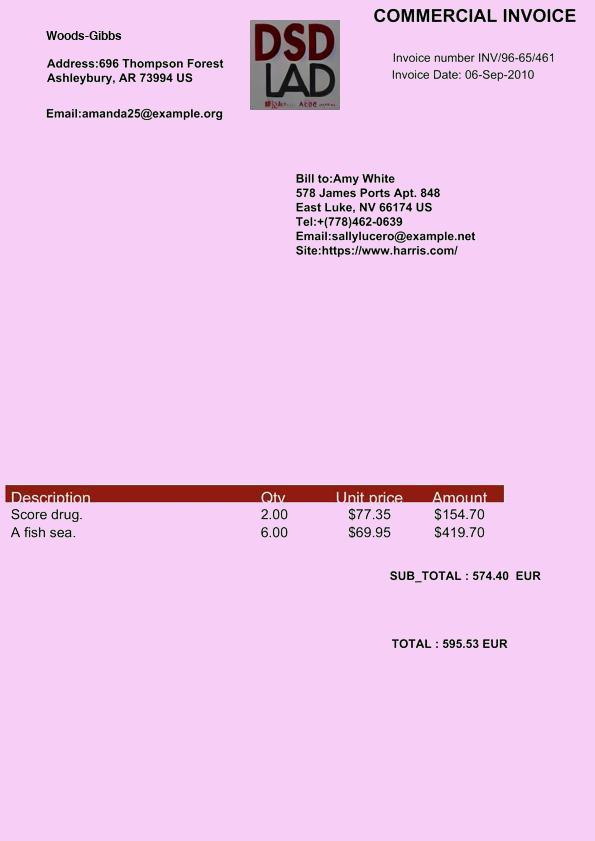 COMMERCIAL INVOICE
Woods-Gibbs
Address:696 Thompson Forest
Ashleybury, AR 73994 US
Email:amanda25@example.org
DSD
LAD
Invoice number INV/96-65/461
Invoice Date: 06-Sep-2010
Bill to:Amy White
578 James Ports Apt. 848
East Luke, NV 66174 US
Tel:+(778)462-0639
Email:sallylucero@example.net
Site:https://www.harris.com/
Description Qty Unit price Amount
Score drug. 2.00 $77.35 $154.70
A fish sea. 6.00 $69.95 $419.70
SUB_TOTAL : 574.40 EUR
TOTAL : 595.53 EUR